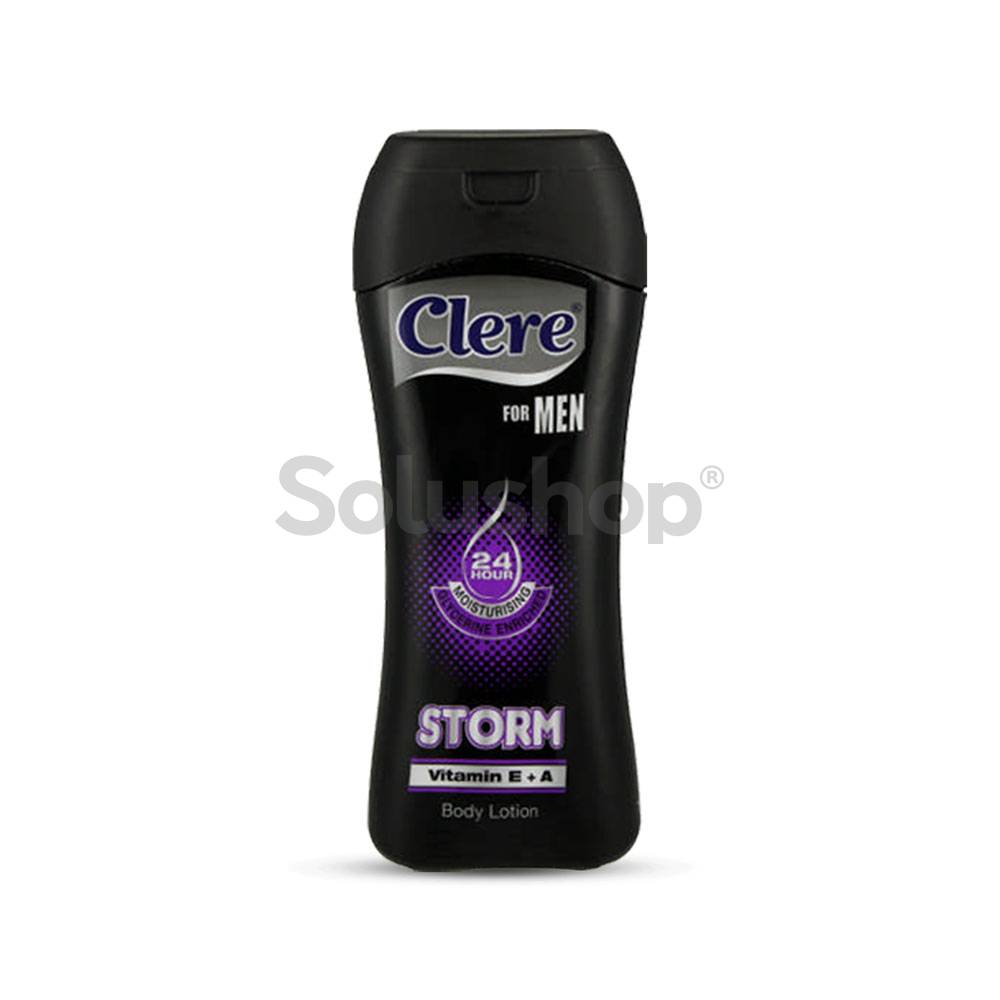 Clere®
FOR MEN
Solushop®
24
HOUR
MOISTURISING
GLYCERINE ENRICHED
STORM
Vitamin E + A
Body Lotion